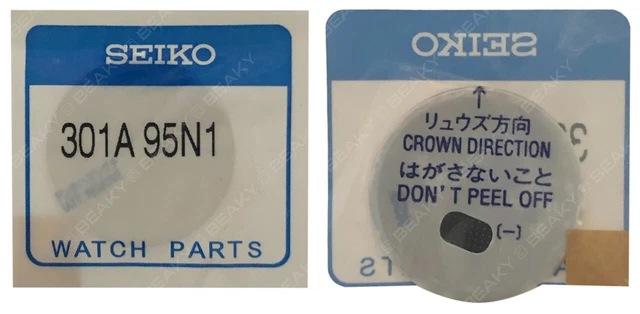 SEIKO
301A 95N1
WATCH PARTS
SEIKO
↑
リュウズ方向
CROWN DIRECTION
はがさないこと
DON'T PEEL OFF
(−)
BEAKY ©